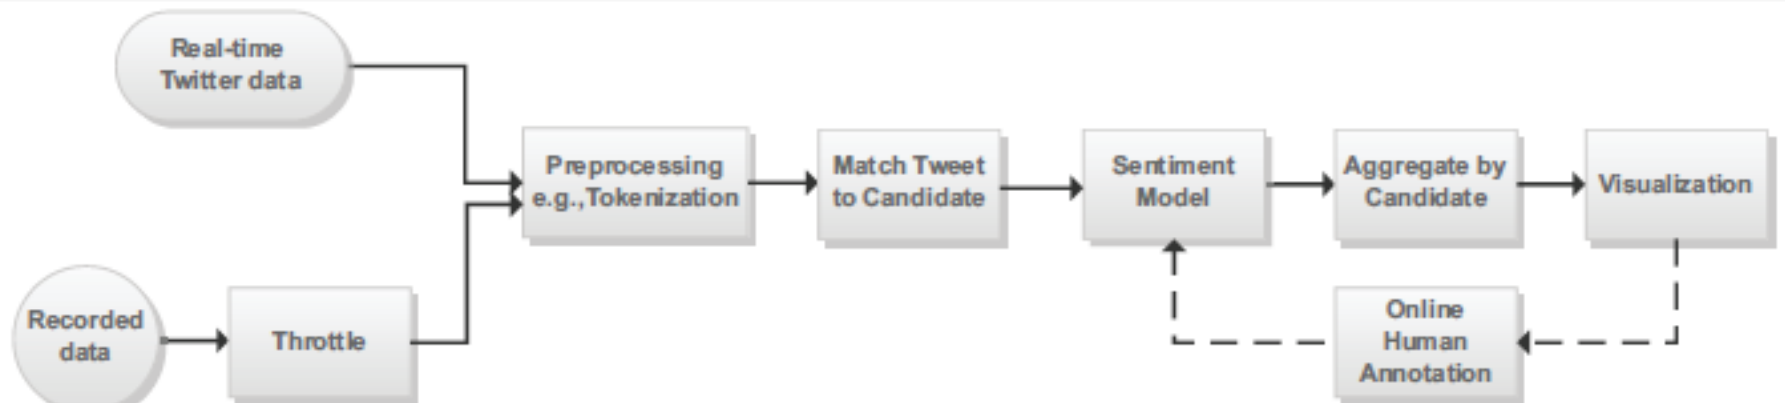 Real-time
Twitter data
Preprocessing
e.g.,Tokenization
Match Tweet
to Candidate
Sentiment
Model
Aggregate by
Candidate
Visualization
Recorded
data
Throttle
Online
Human
Annotation